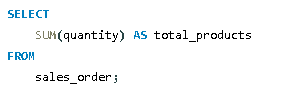 SELECT
SUM(quantity) AS total_products
FROM
sales_order;